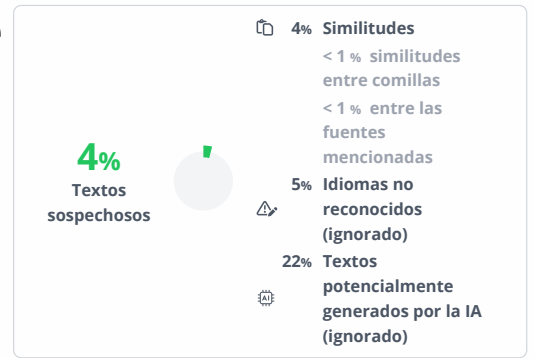 4% Similitudes
< 1 % similitudes
entre comillas
< 1 % entre las
fuentes
mencionadas
4%
Textos
sospechosos
5% Idiomas no
reconocidos
(ignorado)
22% Textos
potencialmente
generados por la IA
(ignorado)
AI